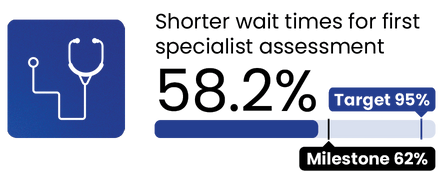 Shorter wait times for first
specialist assessment
58.2%
Target 95%
Milestone 62%